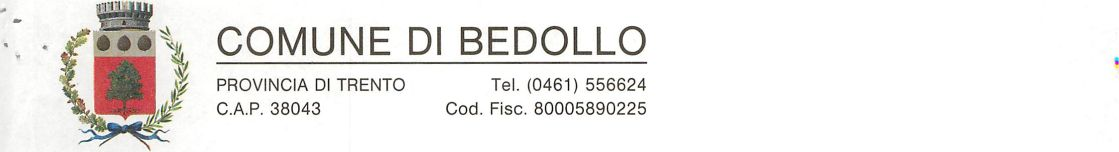 COMUNE DI BEDOLLO
PROVINCIA DI TRENTO Tel. (0461) 556624
C.A.P. 38043 Cod. Fisc. 80005890225